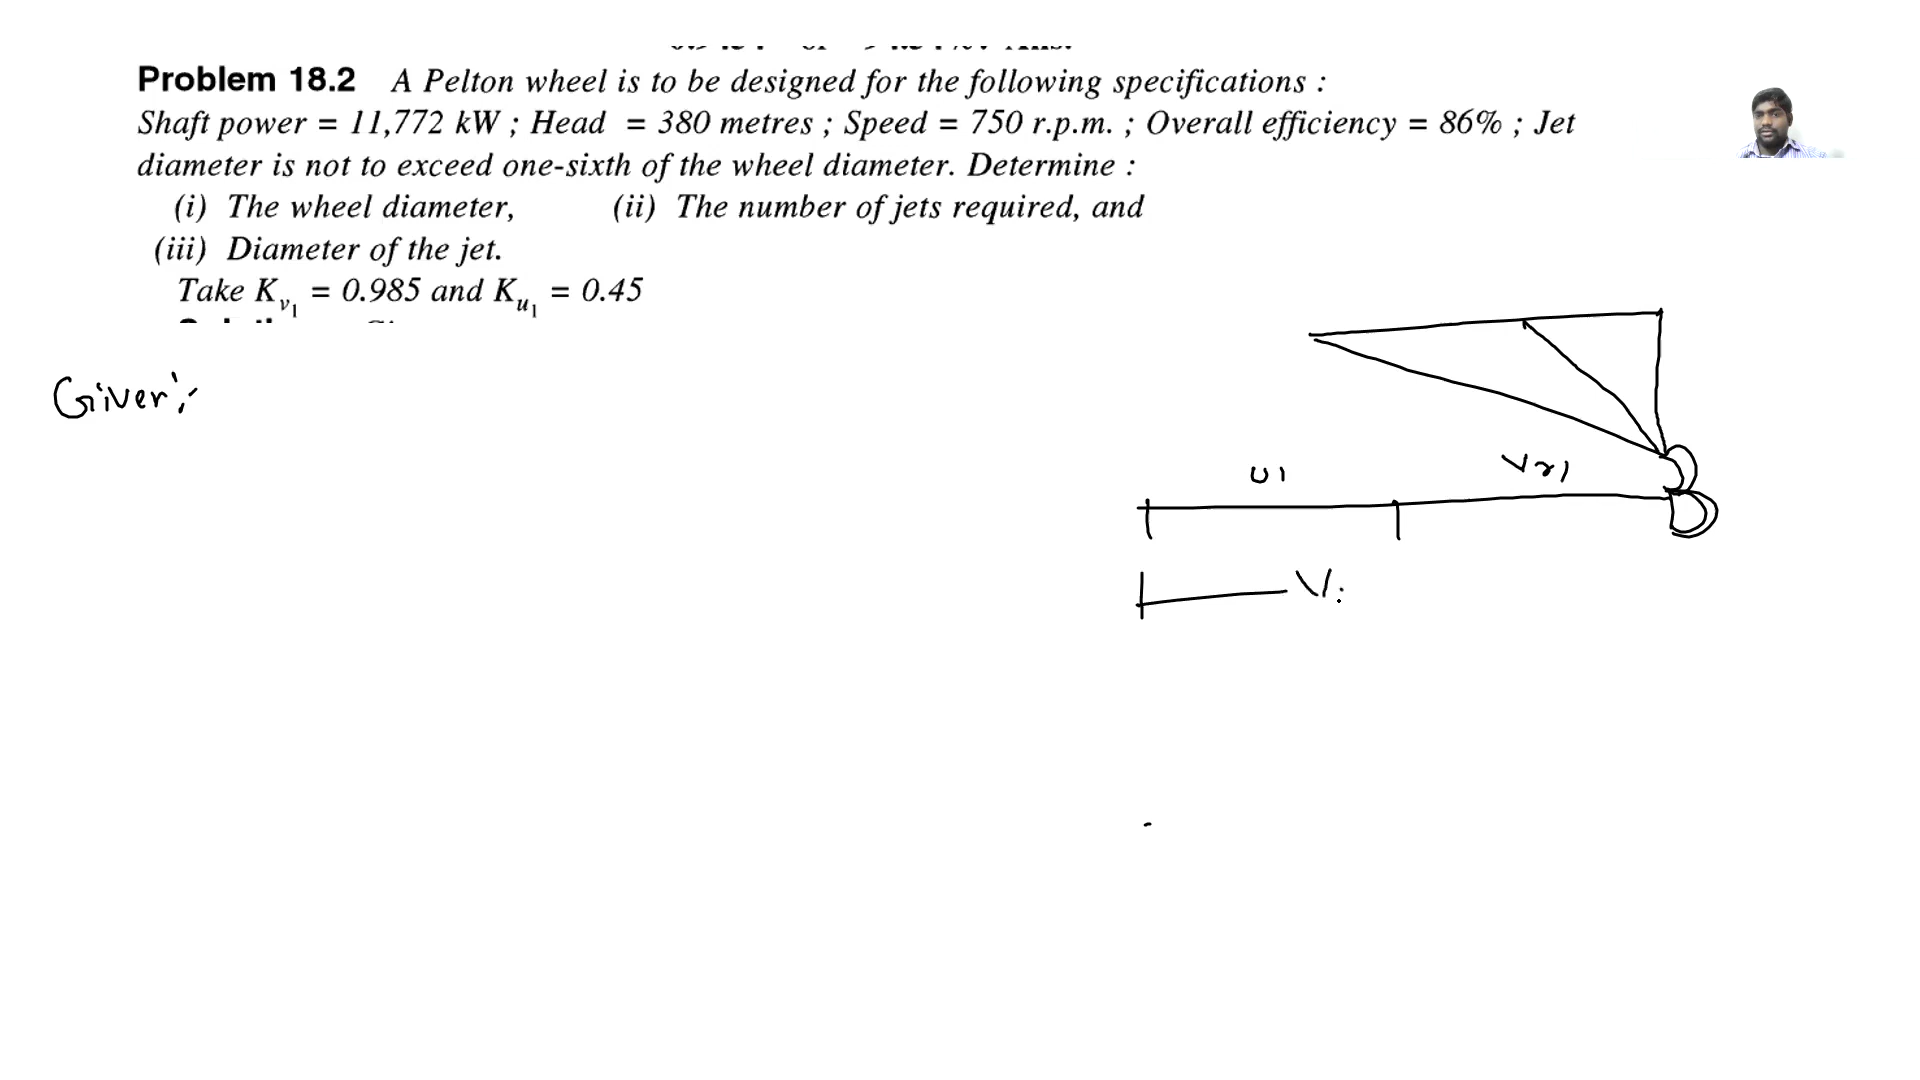 Problem 18.2 A Pelton wheel is to be designed for the following specifications :
Shaft power = 11,772 kW ; Head = 380 metres ; Speed = 750 r.p.m. ; Overall efficiency = 86% ; Jet
diameter is not to exceed one-sixth of the wheel diameter. Determine :
(i) The wheel diameter, (ii) The number of jets required, and
(iii) Diameter of the jet.
Take Kv1 = 0.985 and Ku1 = 0.45
Given :-
u1 Vr1
V